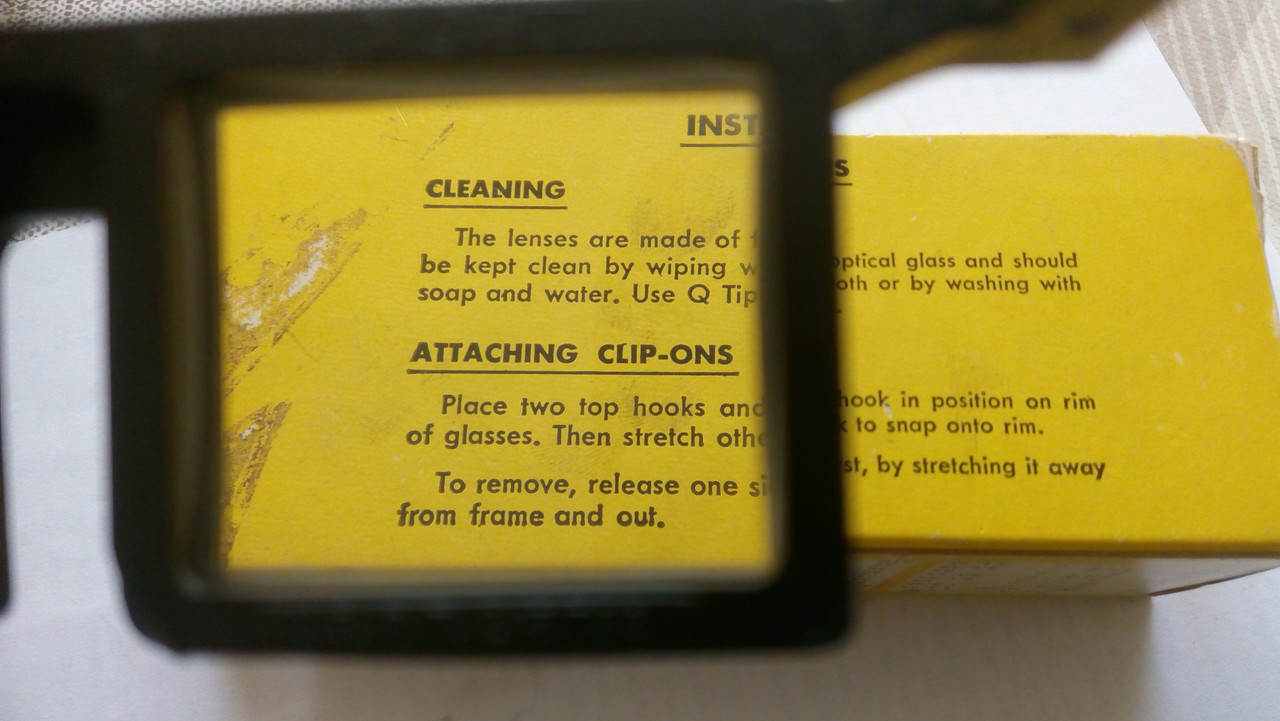 INST
S
CLEANING
The lenses are made of optical glass and should
be kept clean by wiping oth or by washing with
soap and water. Use Q Tip
ATTACHING CLIP-ONS
Place two top hooks and hook in position on rim
of glasses. Then stretch othe to snap onto rim.
To remove, release one si st, by stretching it away
from frame and out.